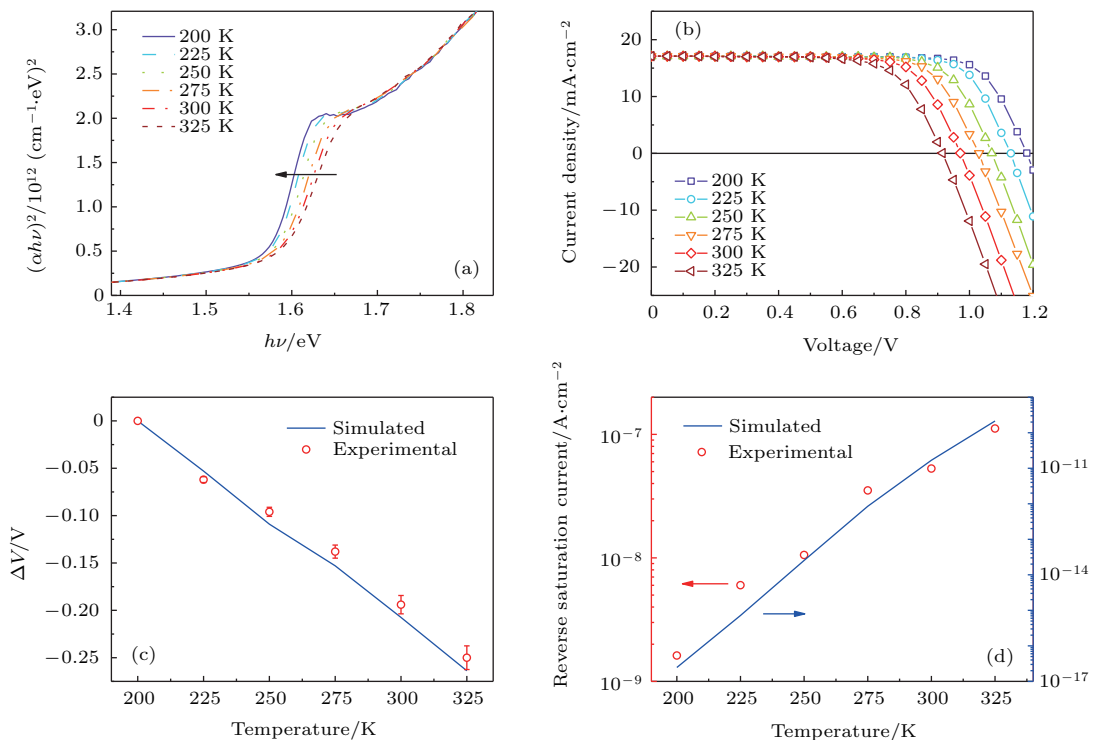 3.0
2.5
2.0
1.5
1.0
0.5
0
(αhν)²/10¹² (cm⁻¹·eV)²
200 K
225 K
250 K
275 K
300 K
325 K
(a)
1.4 1.5 1.6 1.7 1.8
hν/eV
20
10
0
−10
−20
Current density/mA·cm⁻²
(b)
200 K
225 K
250 K
275 K
300 K
325 K
0 0.2 0.4 0.6 0.8 1.0 1.2
Voltage/V
0
−0.05
−0.10
−0.15
−0.20
−0.25
ΔV/V
Simulated
Experimental
(c)
200 225 250 275 300 325
Temperature/K
10⁻⁷
10⁻⁸
10⁻⁹
Reverse saturation current/A·cm⁻²
Simulated
Experimental
10⁻¹¹
10⁻¹⁴
10⁻¹⁷
(d)
200 225 250 275 300 325
Temperature/K